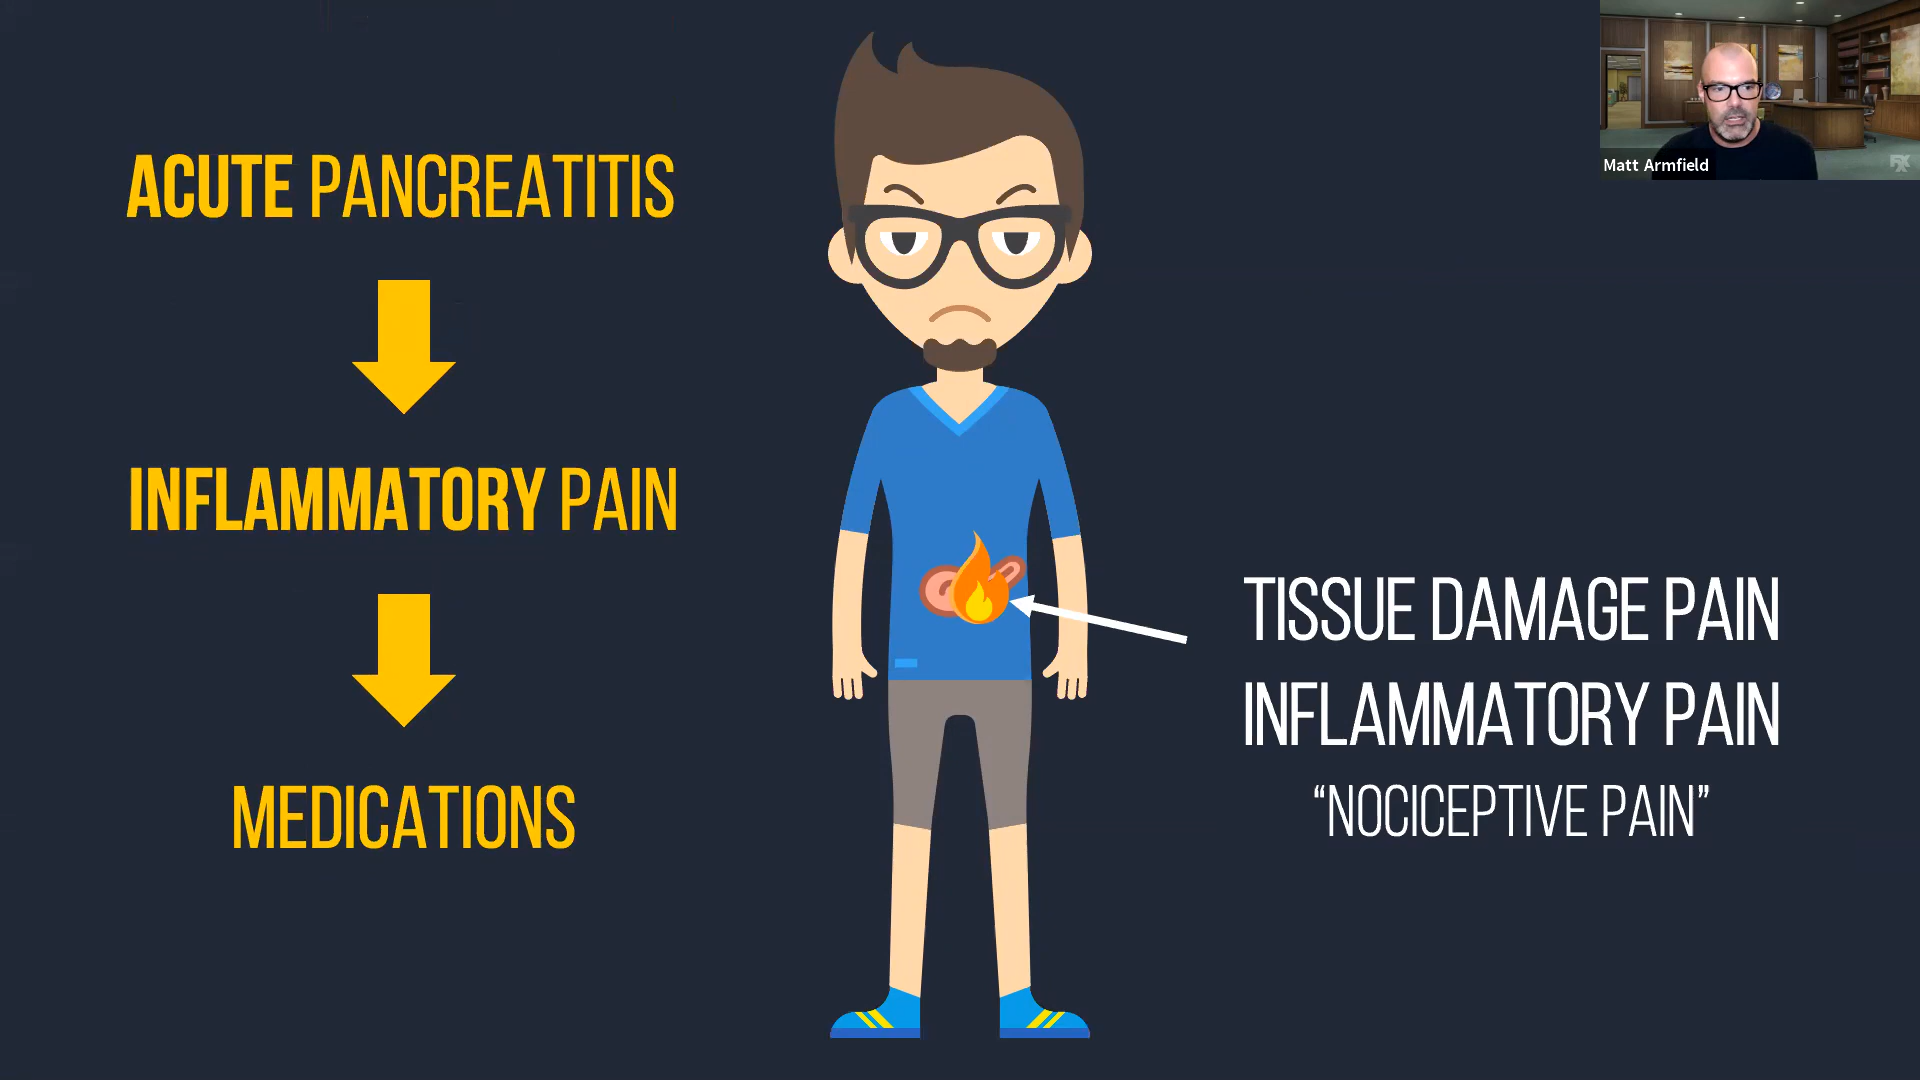 ACUTE PANCREATITIS
INFLAMMATORY PAIN
MEDICATIONS
TISSUE DAMAGE PAIN
INFLAMMATORY PAIN
“NOCICEPTIVE PAIN”
Matt Armfield